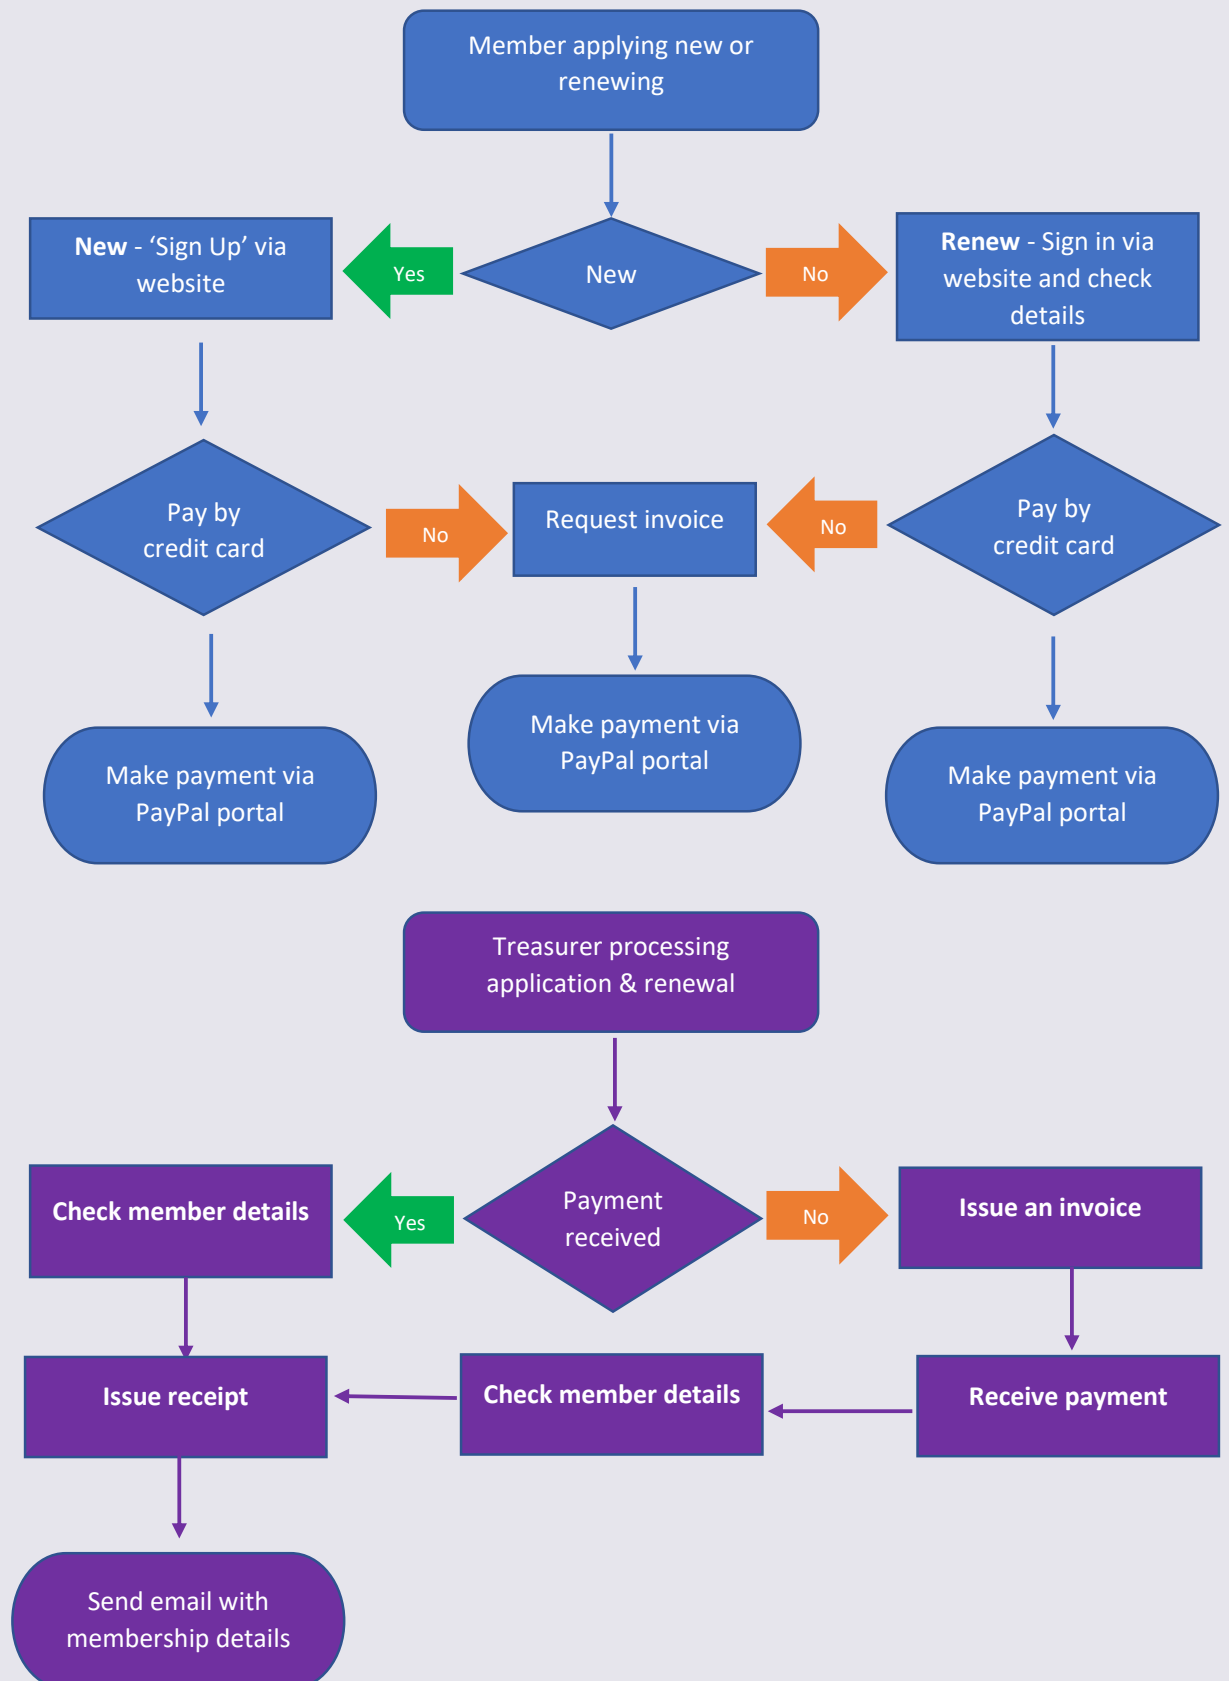 Member applying new or
renewing
New - ‘Sign Up’ via
website
Yes
New
No
Renew - Sign in via
website and check
details
Pay by
credit card
No
Request invoice
No
Pay by
credit card
Make payment via
PayPal portal
Make payment via
PayPal portal
Make payment via
PayPal portal
Treasurer processing
application & renewal
Check member details
Yes
Payment
received
No
Issue an invoice
Issue receipt
Check member details
Receive payment
Send email with
membership details